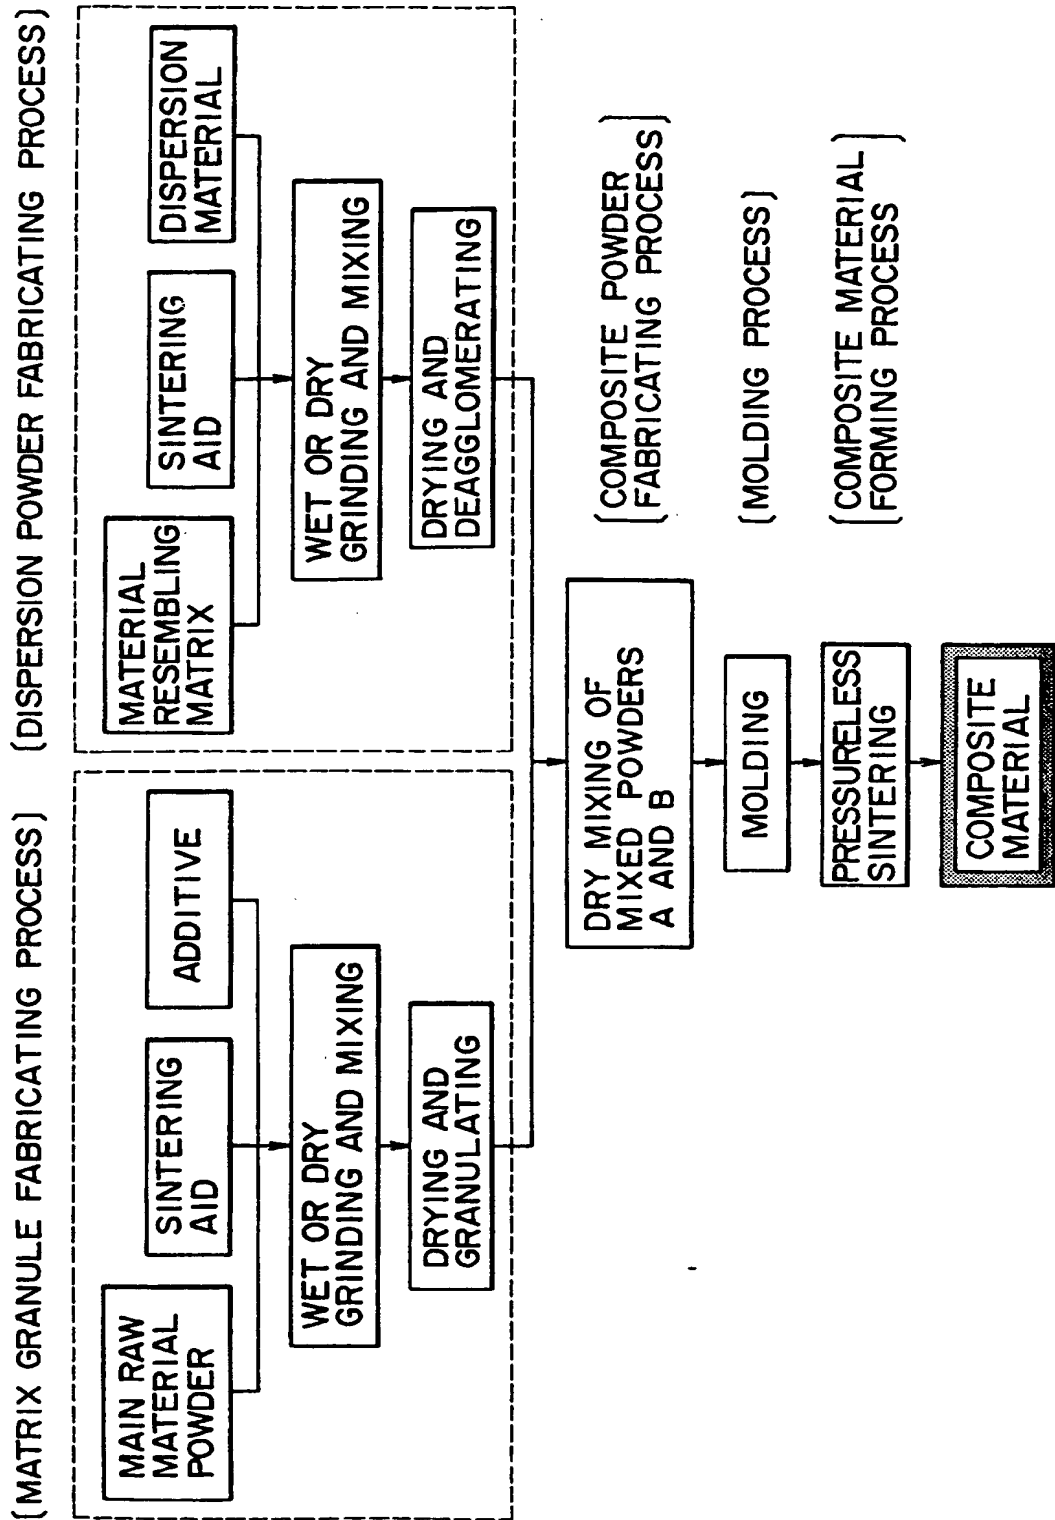 [MATRIX GRANULE FABRICATING PROCESS]
MAIN RAW
MATERIAL
POWDER
SINTERING
AID
ADDITIVE
WET OR DRY
GRINDING AND MIXING
DRYING AND
GRANULATING
[DISPERSION POWDER FABRICATING PROCESS]
MATERIAL
RESEMBLING
MATRIX
SINTERING
AID
DISPERSION
MATERIAL
WET OR DRY
GRINDING AND MIXING
DRYING AND
DEAGGLOMERATING
DRY MIXING OF
MIXED POWDERS
A AND B
[COMPOSITE POWDER
FABRICATING PROCESS]
MOLDING
[MOLDING PROCESS]
PRESSURELESS
SINTERING
[COMPOSITE MATERIAL
FORMING PROCESS]
COMPOSITE
MATERIAL